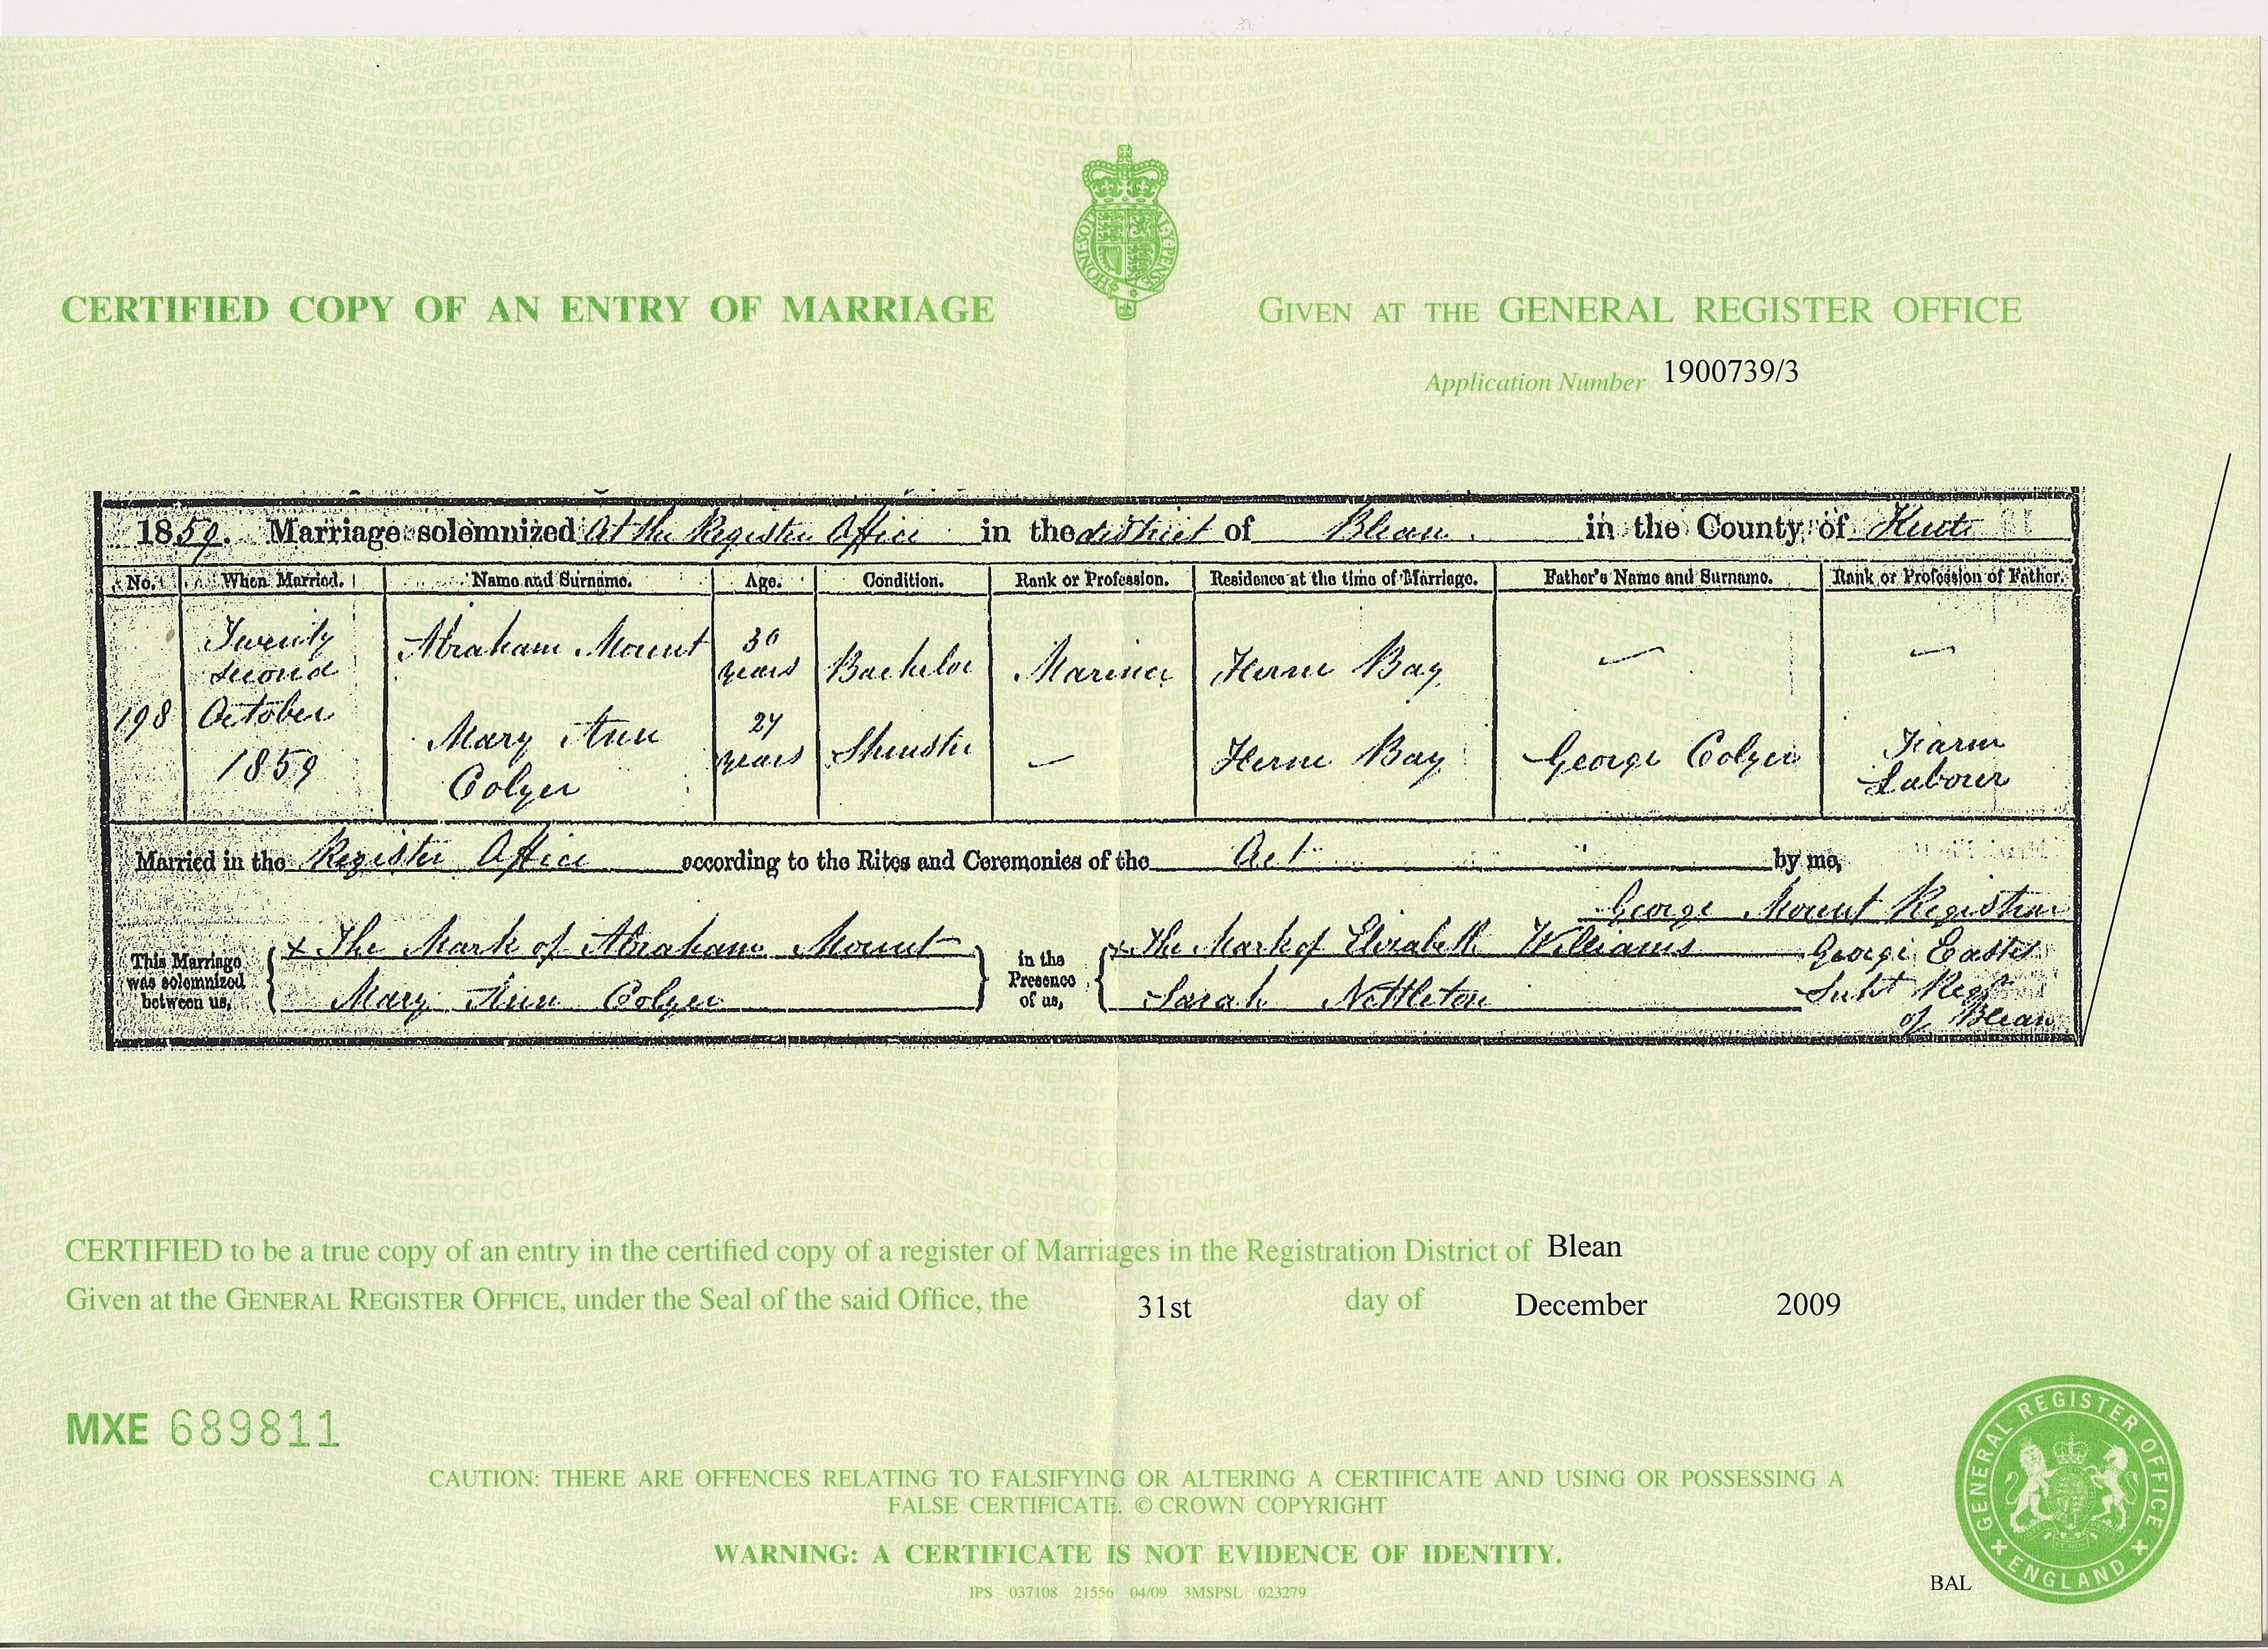 CERTIFIED COPY OF AN ENTRY OF MARRIAGE
HONI SOIT QUI MAL Y PENSE
GIVEN AT THE GENERAL REGISTER OFFICE
Application Number 1900739/3
1859. Marriage solemnized At the Register Office in the district of Blean in the County of Kent
No. When Married. Name and Surname. Age. Condition. Rank or Profession. Residence at the time of Marriage. Father's Name and Surname. Rank or Profession of Father.
198
Twenty
second
October
1859
Abraham Mount 30 years Bachelor Mariner Herne Bay — —
Mary Ann
Colyer
years Spinster — Herne Bay George Colyer Farm
Labourer
Married in the Register Office according to the Rites and Ceremonies of the Act by me,
George Mount Registrar
This Marriage
was solemnized
between us,
x The Mark of Abraham Mount
Mary Ann Colyer
in the
Presence
of us,
x The Mark of Elizabeth Williams
Sarah Nettleton
George Eastes
Supt Regr
of Blean
CERTIFIED to be a true copy of an entry in the certified copy of a register of Marriages in the Registration District of Blean
Given at the GENERAL REGISTER OFFICE, under the Seal of the said Office, the 31st day of December 2009
MXE 689811
CAUTION: THERE ARE OFFENCES RELATING TO FALSIFYING OR ALTERING A CERTIFICATE AND USING OR POSSESSING A
FALSE CERTIFICATE. © CROWN COPYRIGHT
WARNING: A CERTIFICATE IS NOT EVIDENCE OF IDENTITY.
IPS 037108 21556 04/09 3MSPSL 023279
BAL
GENERAL REGISTER OFFICE
ENGLAND